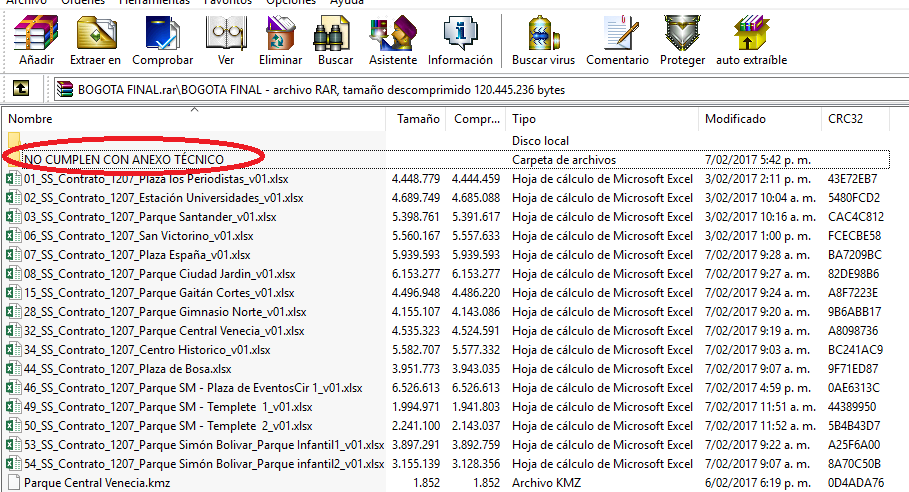 Archivo Órdenes Herramientas Favoritos Opciones Ayuda
Añadir Extraer en Comprobar Ver Eliminar Buscar Asistente Información Buscar virus Comentario Proteger auto extraíble
BOGOTA FINAL.rar\BOGOTA FINAL - archivo RAR, tamaño descomprimido 120.445.236 bytes
Nombre Tamaño Compr... Tipo Modificado CRC32
Disco local
NO CUMPLEN CON ANEXO TÉCNICO Carpeta de archivos 7/02/2017 5:42 p. m.
01_SS_Contrato_1207_Plaza los Periodistas_v01.xlsx 4.448.779 4.444.459 Hoja de cálculo de Microsoft Excel 3/02/2017 2:11 p. m. 43E72EB7
02_SS_Contrato_1207_Estación Universidades_v01.xlsx 4.689.749 4.685.088 Hoja de cálculo de Microsoft Excel 3/02/2017 10:04 a. m. 5480FCD2
03_SS_Contrato_1207_Parque Santander_v01.xlsx 5.398.761 5.391.617 Hoja de cálculo de Microsoft Excel 3/02/2017 10:16 a. m. CAC4C812
06_SS_Contrato_1207_San Victorino_v01.xlsx 5.560.167 5.557.633 Hoja de cálculo de Microsoft Excel 3/02/2017 1:00 p. m. FCECBE58
07_SS_Contrato_1207_Plaza España_v01.xlsx 5.939.593 5.939.593 Hoja de cálculo de Microsoft Excel 7/02/2017 9:28 a. m. BA7209BC
08_SS_Contrato_1207_Parque Ciudad Jardin_v01.xlsx 6.153.277 6.153.277 Hoja de cálculo de Microsoft Excel 7/02/2017 9:27 a. m. 82DE98B6
15_SS_Contrato_1207_Parque Gaitán Cortes_v01.xlsx 4.496.948 4.486.220 Hoja de cálculo de Microsoft Excel 7/02/2017 9:24 a. m. A8F7223E
28_SS_Contrato_1207_Parque Gimnasio Norte_v01.xlsx 4.155.107 4.143.086 Hoja de cálculo de Microsoft Excel 7/02/2017 9:20 a. m. 9B6ABB17
32_SS_Contrato_1207_Parque Central Venecia_v01.xlsx 4.535.323 4.524.591 Hoja de cálculo de Microsoft Excel 7/02/2017 9:19 a. m. A8098736
34_SS_Contrato_1207_Centro Historico_v01.xlsx 5.582.707 5.577.332 Hoja de cálculo de Microsoft Excel 7/02/2017 9:03 a. m. BC241AC9
44_SS_Contrato_1207_Plaza de Bosa_v01.xlsx 3.951.773 3.943.035 Hoja de cálculo de Microsoft Excel 7/02/2017 9:07 a. m. 9F71ED87
46_SS_Contrato_1207_Parque SM - Plaza de EventosCir 1_v01.xlsx 6.526.613 6.526.613 Hoja de cálculo de Microsoft Excel 7/02/2017 4:59 p. m. 0AE6313C
49_SS_Contrato_1207_Parque SM - Templete 1_v01.xlsx 1.994.971 1.941.803 Hoja de cálculo de Microsoft Excel 7/02/2017 11:51 a. m. 44389950
50_SS_Contrato_1207_Parque SM - Templete 2_v01.xlsx 2.241.100 2.143.037 Hoja de cálculo de Microsoft Excel 7/02/2017 11:52 a. m. 5B4B43D7
53_SS_Contrato_1207_Parque Simón Bolivar_Parque Infantil1_v01.xlsx 3.897.291 3.892.759 Hoja de cálculo de Microsoft Excel 7/02/2017 9:22 a. m. A25F6A00
54_SS_Contrato_1207_Parque Simón Bolivar_Parque infantil2_v01.xlsx 3.155.139 3.128.356 Hoja de cálculo de Microsoft Excel 7/02/2017 9:07 a. m. 8A70C50B
Parque Central Venecia.kmz 1.852 1.852 Archivo KMZ 6/02/2017 6:19 p. m. 0D4ADA76